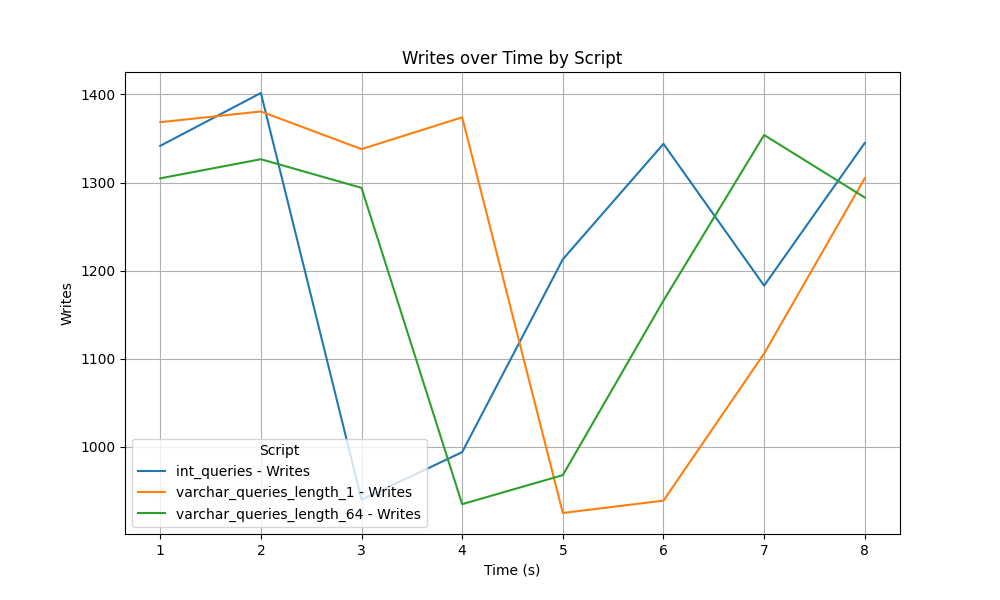 Writes over Time by Script
1400
1300
1200
1100
1000
Writes
Script
int_queries - Writes
varchar_queries_length_1 - Writes
varchar_queries_length_64 - Writes
1 2 3 4 5 6 7 8
Time (s)